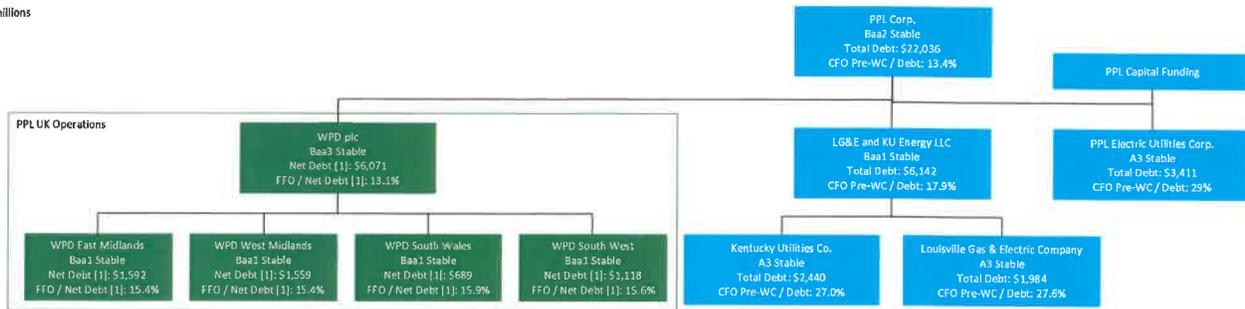 PPL Corp.
Baa2 Stable
Total Debt: $22,036
CFO Pre-WC / Debt: 13.4%
PPL Capital Funding
PPL UK Operations
WPD plc
Baa3 Stable
Net Debt [1]: $6,071
FFO / Net Debt [1]: 13.1%
LG&E and KU Energy LLC
Baa1 Stable
Total Debt: $6,142
CFO Pre-WC / Debt: 17.9%
PPL Electric Utilities Corp.
A3 Stable
Total Debt: $3,411
CFO Pre-WC / Debt: 29%
WPD East Midlands
Baa1 Stable
Net Debt [1]: $1,592
FFO / Net Debt [1]: 15.4%
WPD West Midlands
Baa1 Stable
Net Debt [1]: $1,559
FFO / Net Debt [1]: 15.4%
WPD South Wales
Baa1 Stable
Net Debt [1]: $689
FFO / Net Debt [1]: 15.9%
WPD South West
Baa1 Stable
Net Debt [1]: $1,118
FFO / Net Debt [1]: 15.6%
Kentucky Utilities Co.
A3 Stable
Total Debt: $2,440
CFO Pre-WC / Debt: 27.0%
Louisville Gas & Electric Company
A3 Stable
Total Debt: $1,984
CFO Pre-WC / Debt: 27.6%